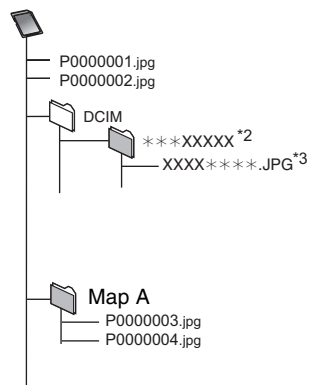 P0000001.jpg
P0000002.jpg
DCIM
∗∗∗XXXXX *2
XXXX∗∗∗∗.JPG*3
Map A
P0000003.jpg
P0000004.jpg